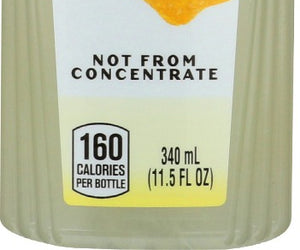 NOT FROM
CONCENTRATE
160
CALORIES
PER BOTTLE
340 mL
(11.5 FL OZ)